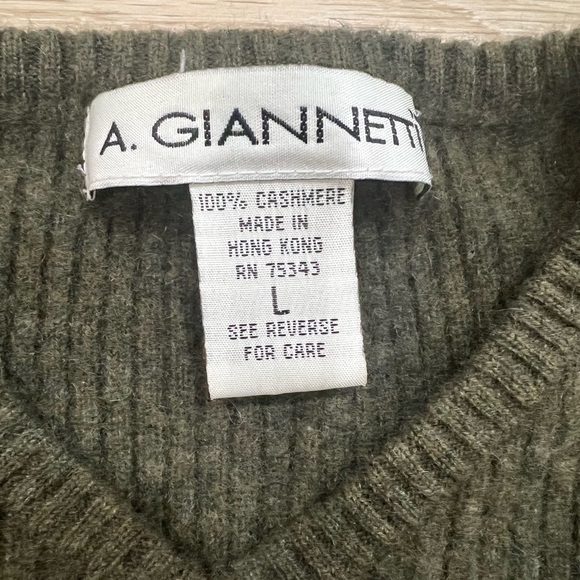 A. GIANNETTI
100% CASHMERE
MADE IN
HONG KONG
RN 75343
L
SEE REVERSE
FOR CARE